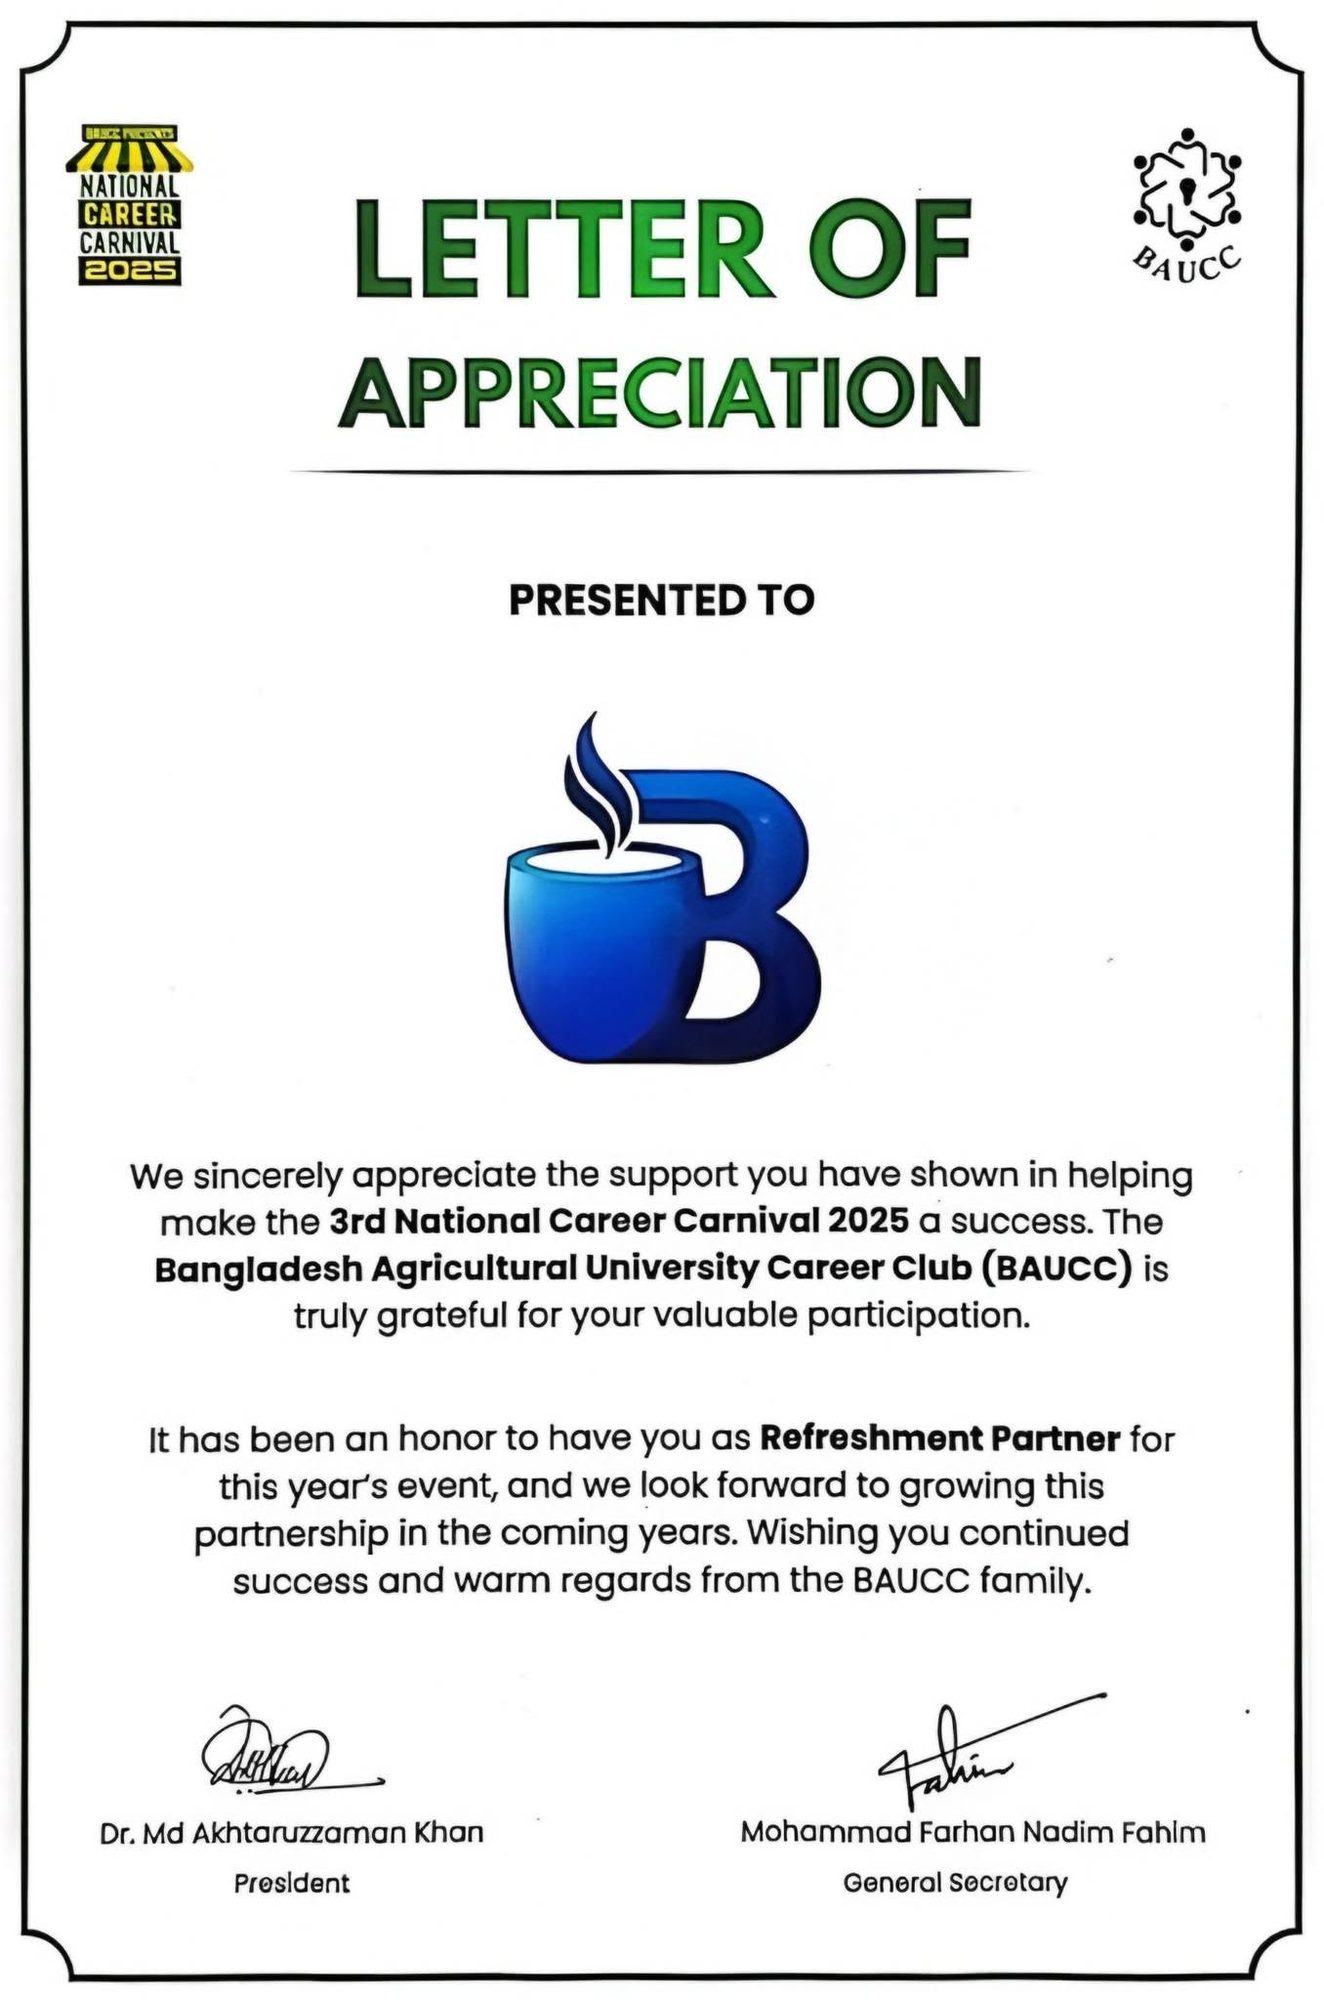 NATIONAL
CAREER
CARNIVAL
2025
BAUCC
LETTER OF
APPRECIATION
PRESENTED TO
B
We sincerely appreciate the support you have shown in helping
make the 3rd National Career Carnival 2025 a success. The
Bangladesh Agricultural University Career Club (BAUCC) is
truly grateful for your valuable participation.
It has been an honor to have you as Refreshment Partner for
this year's event, and we look forward to growing this
partnership in the coming years. Wishing you continued
success and warm regards from the BAUCC family.
Fahim
Dr. Md Akhtaruzzaman Khan
Mohammad Farhan Nadim Fahim
President
General Secretary